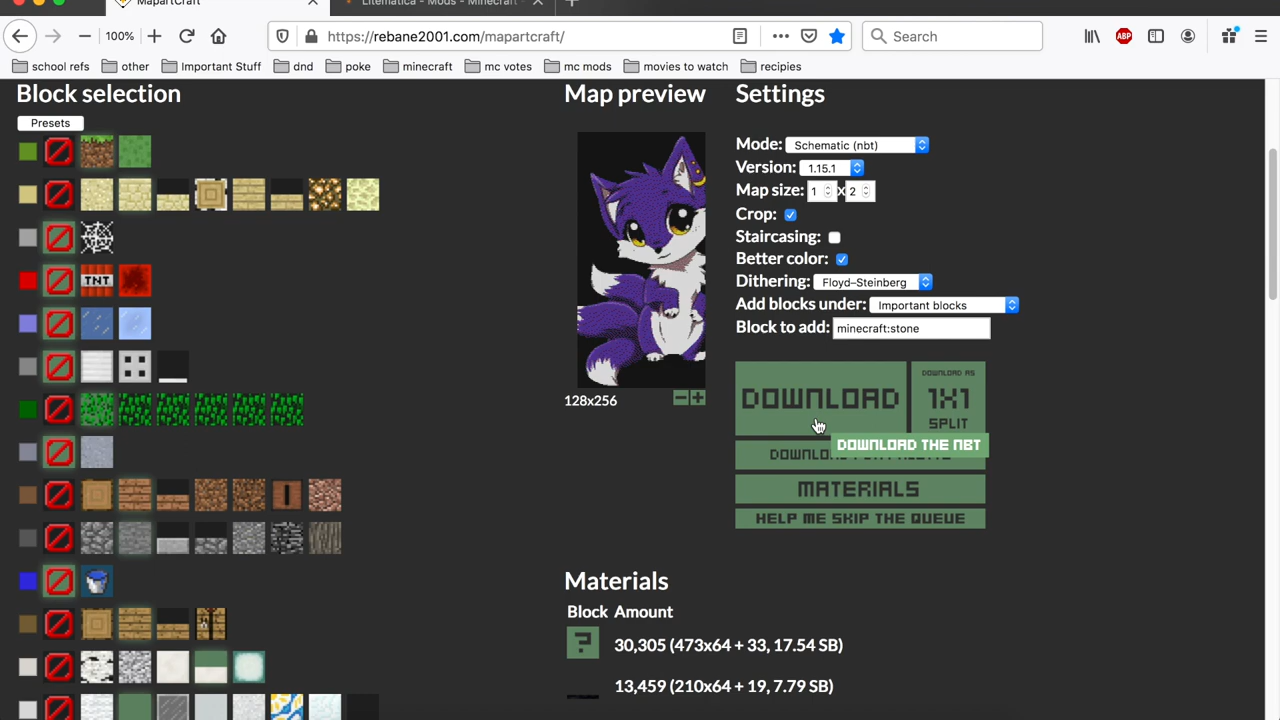 MapartCraft
Litematica - Mods - Minecraft
100%
https://rebane2001.com/mapartcraft/
Search
ABP
school refs
other
Important Stuff
dnd
poke
minecraft
mc votes
mc mods
movies to watch
recipies
Block selection
Presets
TNT
Map preview
128x256
Settings
Mode: Schematic (nbt)
Version: 1.15.1
Map size: 1 X 2
Crop:
Staircasing:
Better color:
Dithering: Floyd–Steinberg
Add blocks under: Important blocks
Block to add: minecraft:stone
DOWNLOAD
DOWNLOAD AS
1X1
SPLIT
DOWNLOAD THE NBT
MATERIALS
HELP ME SKIP THE QUEUE
Materials
Block Amount
? 30,305 (473x64 + 33, 17.54 SB)
13,459 (210x64 + 19, 7.79 SB)